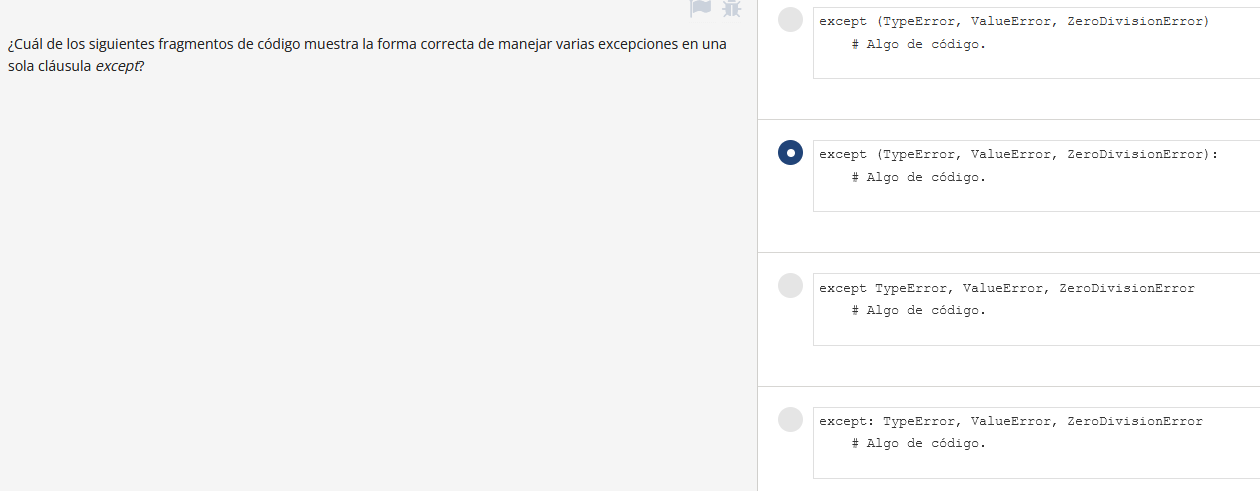 ¿Cuál de los siguientes fragmentos de código muestra la forma correcta de manejar varias excepciones en una
sola cláusula except?
except (TypeError, ValueError, ZeroDivisionError)
    # Algo de código.
except (TypeError, ValueError, ZeroDivisionError):
    # Algo de código.
except TypeError, ValueError, ZeroDivisionError
    # Algo de código.
except: TypeError, ValueError, ZeroDivisionError
    # Algo de código.